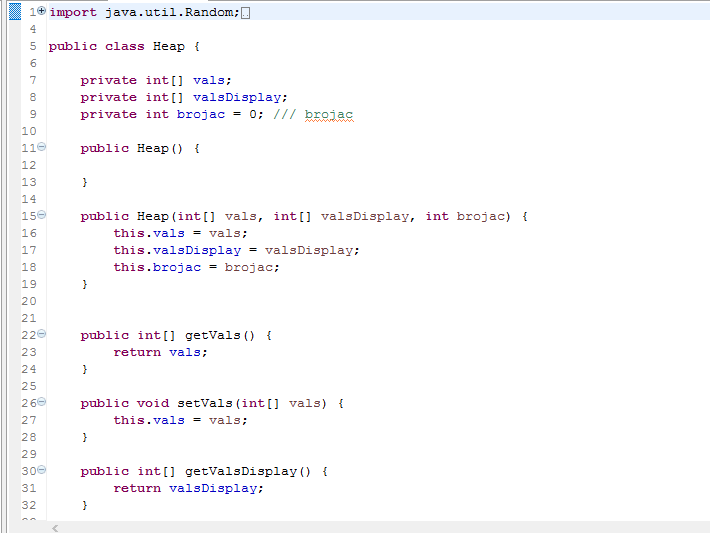 1 import java.util.Random;
4
5 public class Heap {
6
7     private int[] vals;
8     private int[] valsDisplay;
9     private int brojac = 0; /// brojac
10
11     public Heap() {
12
13     }
14
15     public Heap(int[] vals, int[] valsDisplay, int brojac) {
16         this.vals = vals;
17         this.valsDisplay = valsDisplay;
18         this.brojac = brojac;
19     }
20
21
22     public int[] getVals() {
23         return vals;
24     }
25
26     public void setVals(int[] vals) {
27         this.vals = vals;
28     }
29
30     public int[] getValsDisplay() {
31         return valsDisplay;
32     }